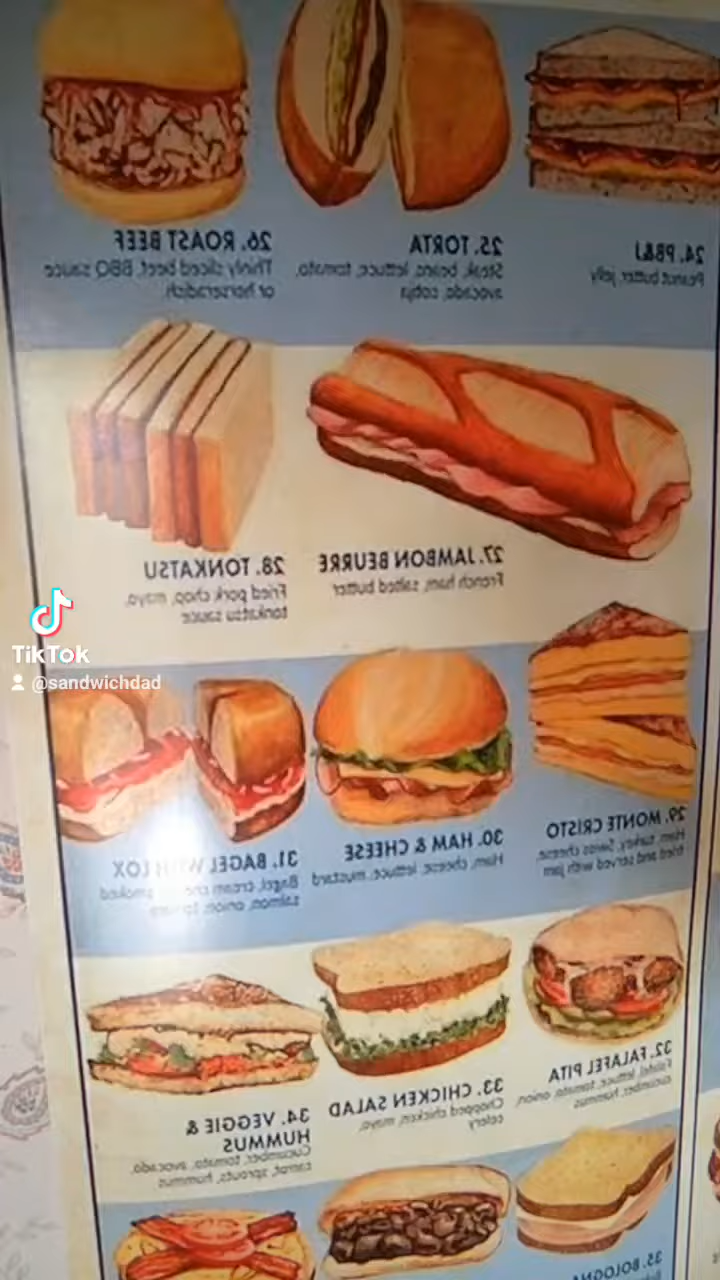 24. PB&J
Peanut butter, jelly
25. TORTA
Steak, beans, lettuce, tomato,
avocado, cotija
26. ROAST BEEF
Thinly sliced beef, BBQ sauce
or horseradish
27. JAMBON BEURRE
French ham, salted butter
28. TONKATSU
Fried pork chop, mayo,
tonkatsu sauce
TikTok
@sandwichdad
29. MONTE CRISTO
Ham, turkey, Swiss cheese,
fried and served with jam
30. HAM & CHEESE
Ham, cheese, lettuce, mustard
31. BAGEL WITH LOX
Bagel, cream smoked
salmon, onion,
32. FALAFEL PITA
Falafel, lettuce, tomato, onion,
cucumber, hummus
33. CHICKEN SALAD
Chopped chicken, mayo,
celery
34. VEGGIE &
HUMMUS
Cucumber, tomato, avocado,
carrot, sprouts, hummus
35. BOLOGNA